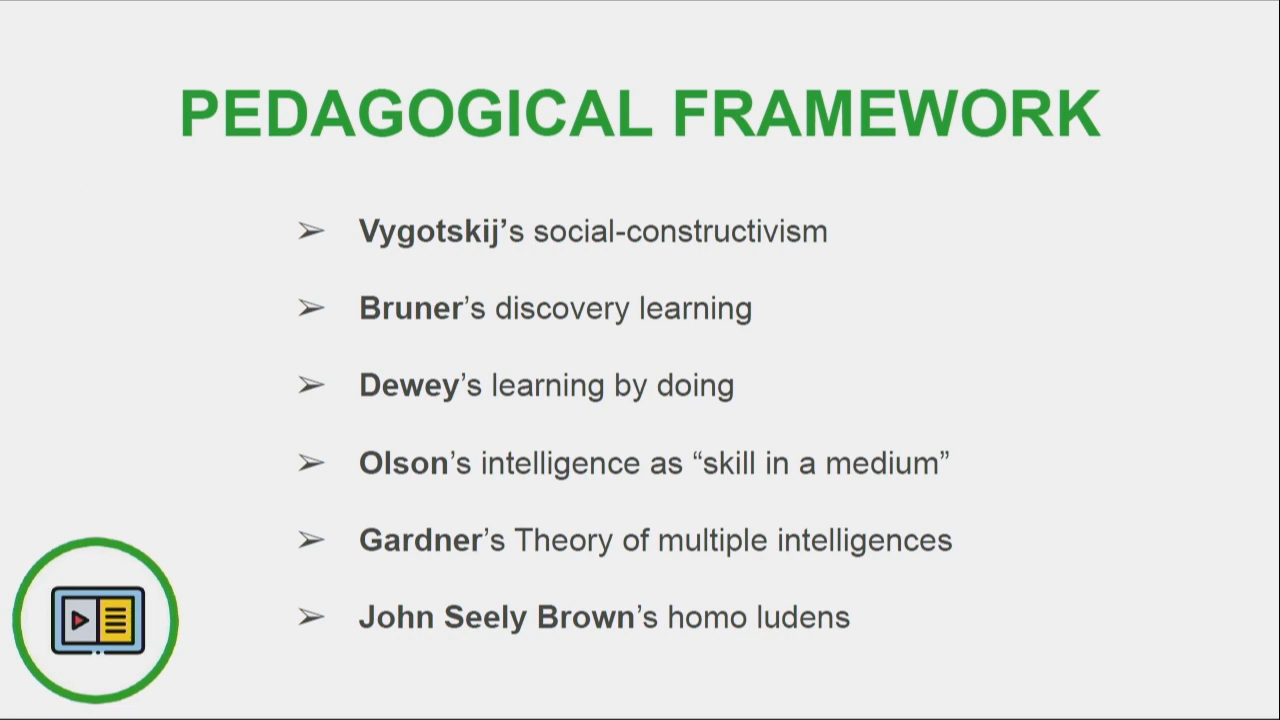 PEDAGOGICAL FRAMEWORK
➢ Vygotskij’s social-constructivism
➢ Bruner’s discovery learning
➢ Dewey’s learning by doing
➢ Olson’s intelligence as “skill in a medium”
➢ Gardner’s Theory of multiple intelligences
➢ John Seely Brown’s homo ludens